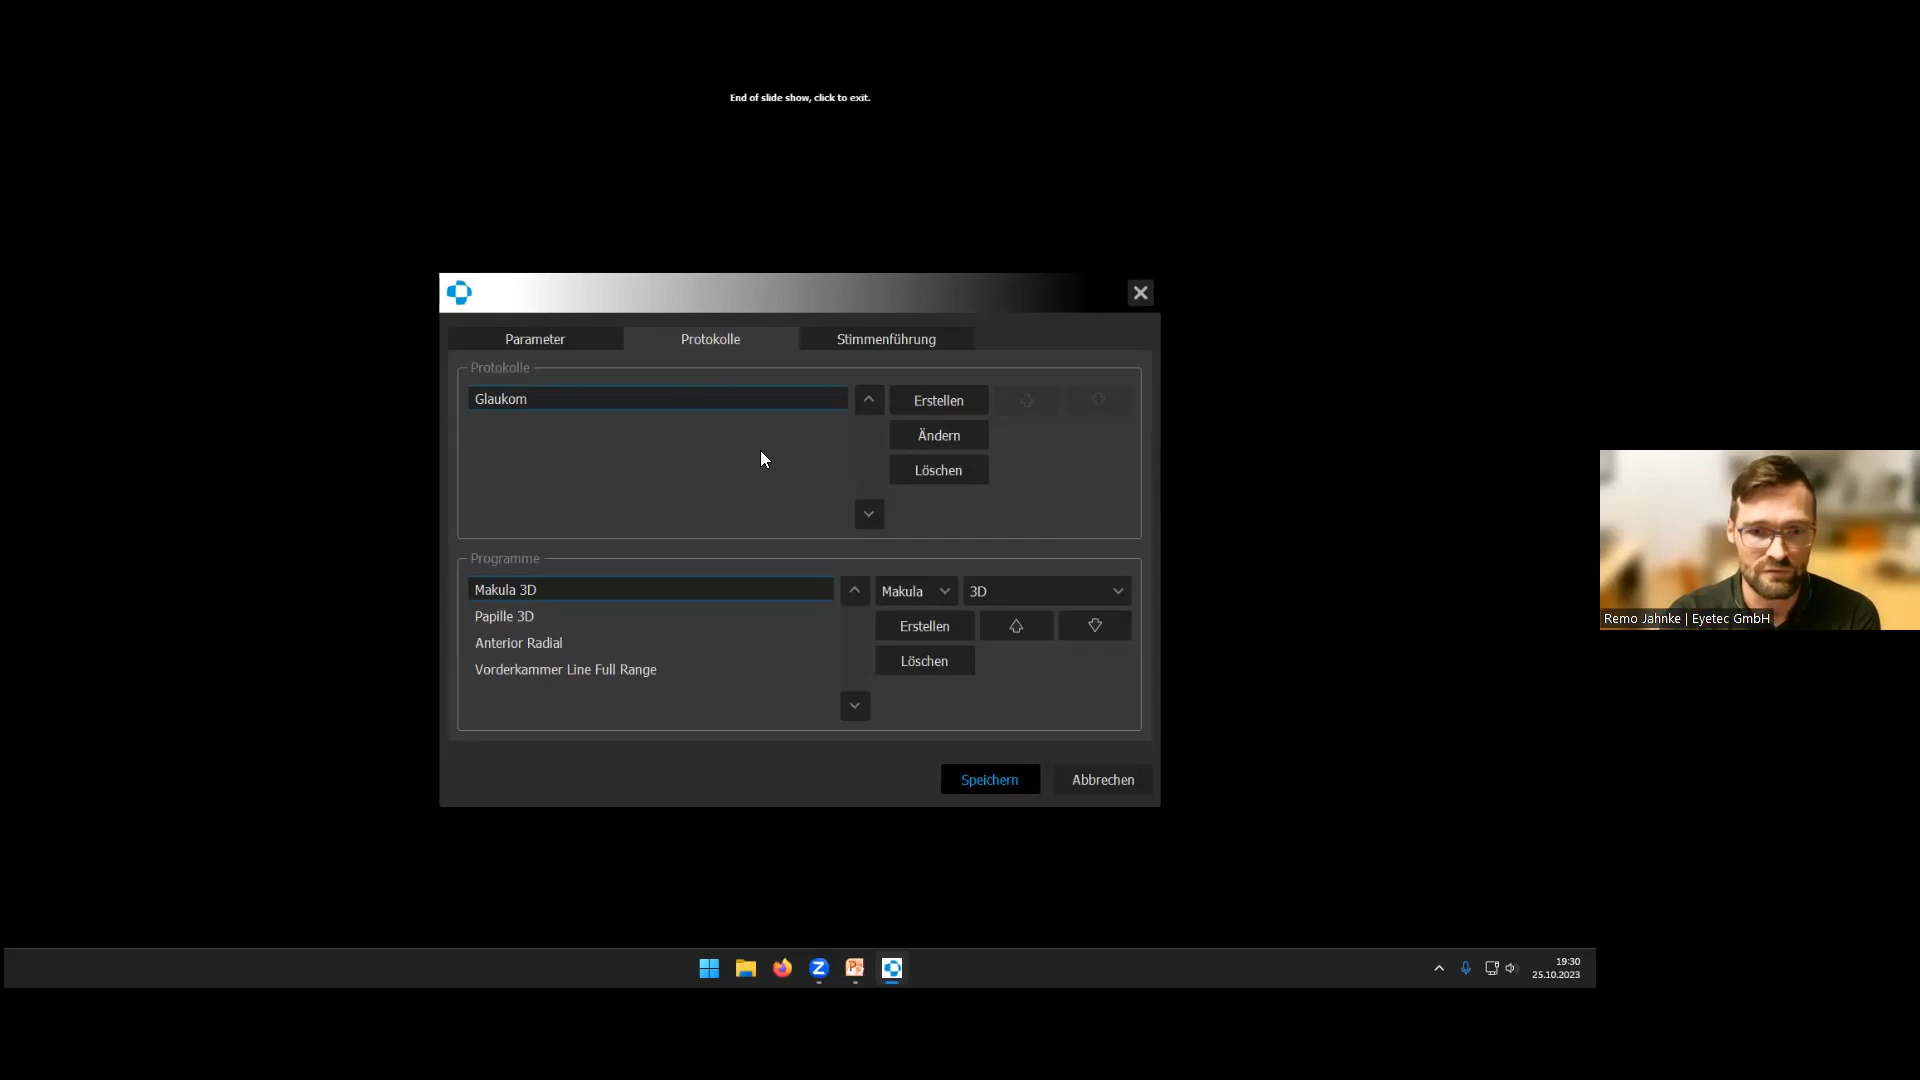 End of slide show, click to exit.
Parameter
Protokolle
Stimmenführung
Protokolle
Glaukom
Erstellen
Ändern
Löschen
Programme
Makula 3D
Makula
3D
Papille 3D
Erstellen
Anterior Radial
Löschen
Vorderkammer Line Full Range
Speichern
Abbrechen
Remo Jahnke | Eyetec GmbH
19:30
25.10.2023